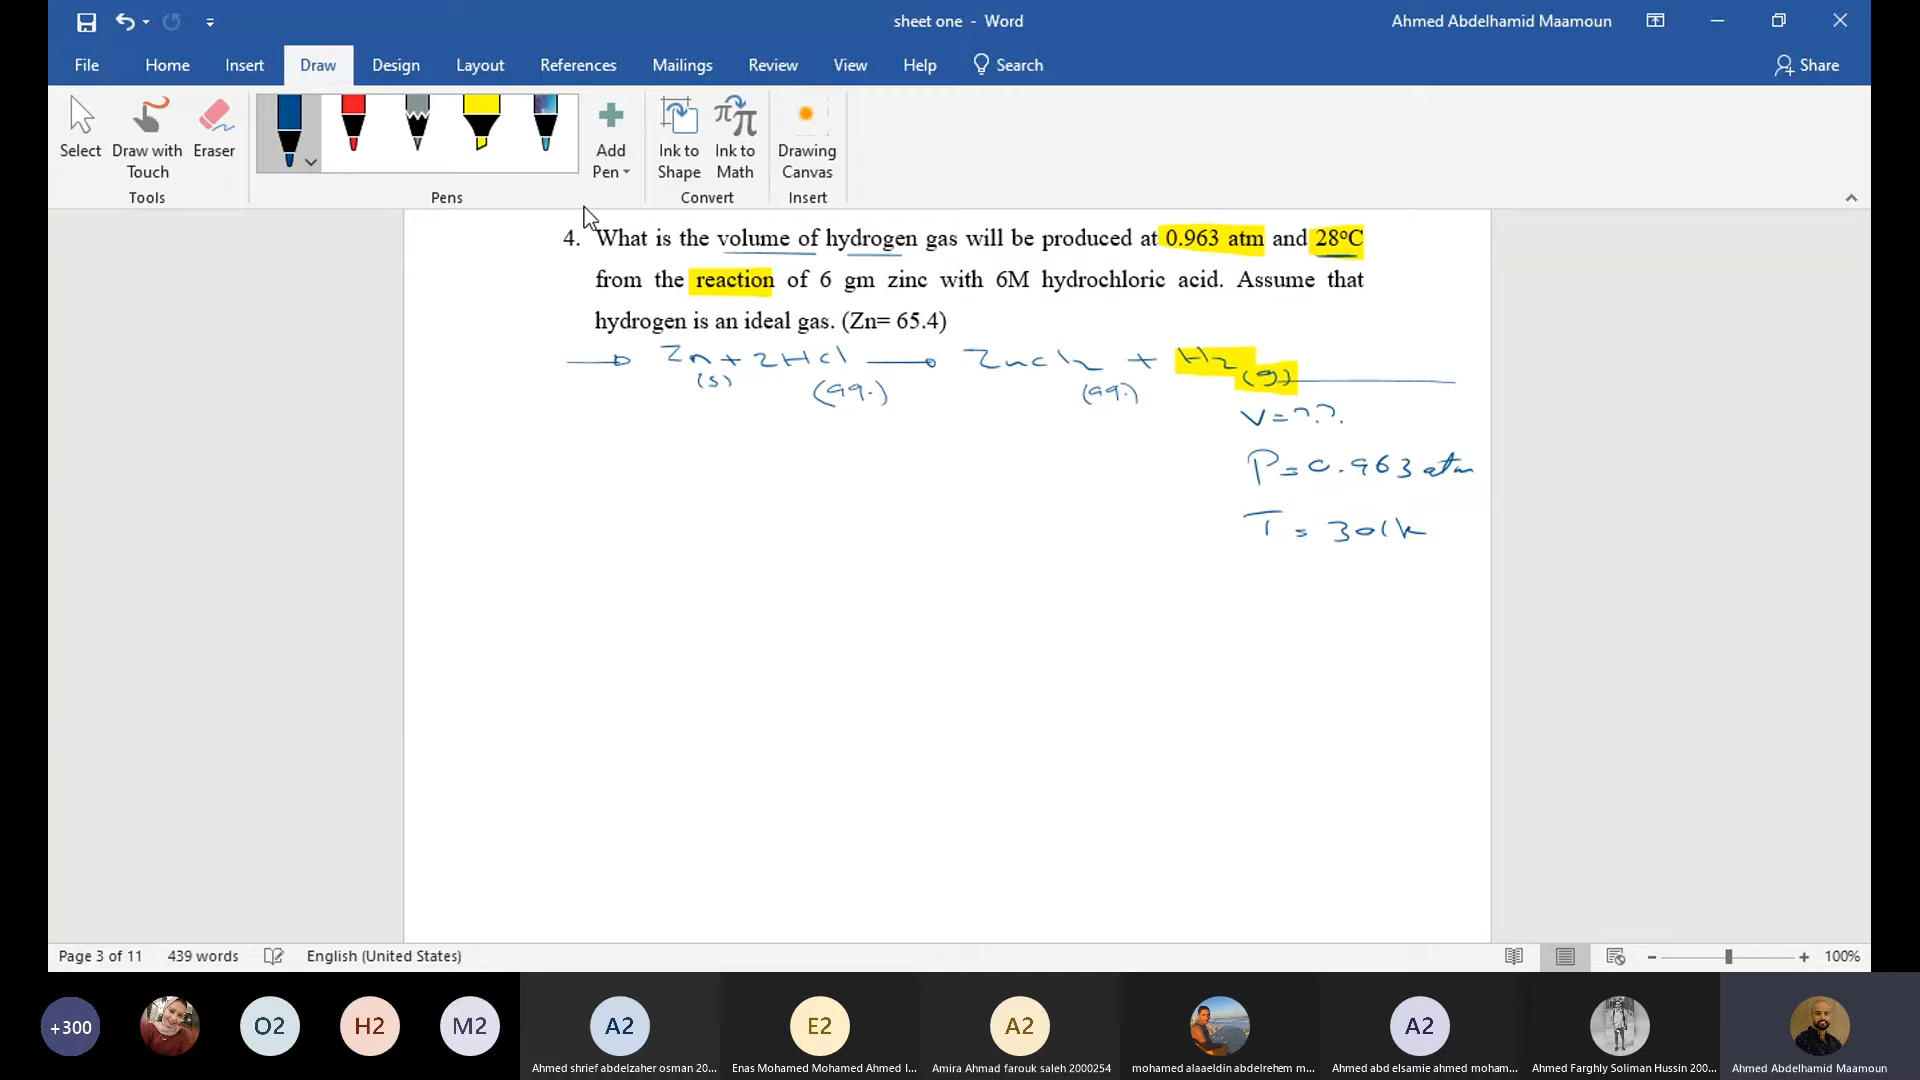 sheet one - Word
Ahmed Abdelhamid Maamoun
File Home Insert Draw Design Layout References Mailings Review View Help Search Share
Select Draw with Touch Eraser Add Pen Ink to Shape Ink to Math Drawing Canvas
Tools Pens Convert Insert
4. What is the volume of hydrogen gas will be produced at 0.963 atm and 28°C
from the reaction of 6 gm zinc with 6M hydrochloric acid. Assume that
hydrogen is an ideal gas. (Zn= 65.4)
→ Zn + 2HCl → ZnCl2 + H2
(s) (aq.) (aq.) (g)
V = ??.
P = 0.963 atm
T = 301K
Page 3 of 11 439 words English (United States) 100%
+300 O2 H2 M2 A2 E2 A2 A2
Ahmed shrief abdelzaher osman 20... Enas Mohamed Mohamed Ahmed I... Amira Ahmad farouk saleh 2000254 mohamed alaaeldin abdelrehem m... Ahmed abd elsamie ahmed moham... Ahmed Farghly Soliman Hussin 200... Ahmed Abdelhamid Maamoun